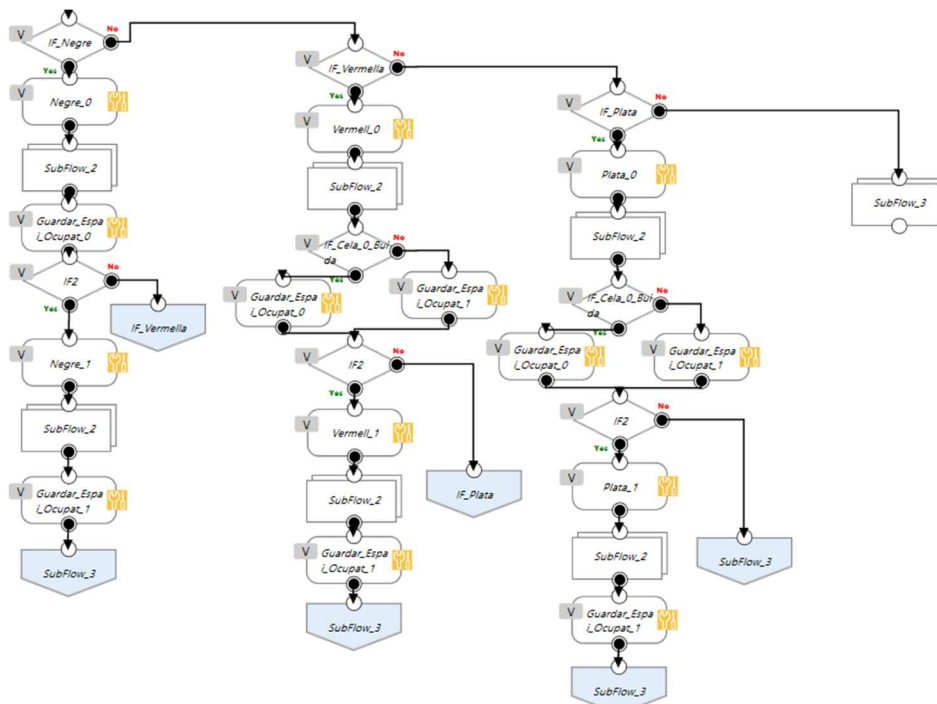 V
IF_Negre
No
Yes
V
Negre_0
SubFlow_2
V
Guardar_Espa
i_Ocupat_0
V
IF2
No
Yes
IF_Vermella
V
Negre_1
SubFlow_2
V
Guardar_Espa
i_Ocupat_1
SubFlow_3
V
IF_Vermella
No
Yes
V
Vermell_0
SubFlow_2
V
IF_Cela_0_Bui
da
No
Yes
V
Guardar_Espa
i_Ocupat_0
V
Guardar_Espa
i_Ocupat_1
V
IF2
No
Yes
V
Vermell_1
IF_Plata
SubFlow_2
V
Guardar_Espa
i_Ocupat_1
SubFlow_3
V
IF_Plata
No
Yes
V
Plata_0
SubFlow_3
SubFlow_2
V
IF_Cela_0_Bui
da
No
Yes
V
Guardar_Espa
i_Ocupat_0
V
Guardar_Espa
i_Ocupat_1
V
IF2
No
Yes
V
Plata_1
SubFlow_2
SubFlow_3
V
Guardar_Espa
i_Ocupat_1
SubFlow_3